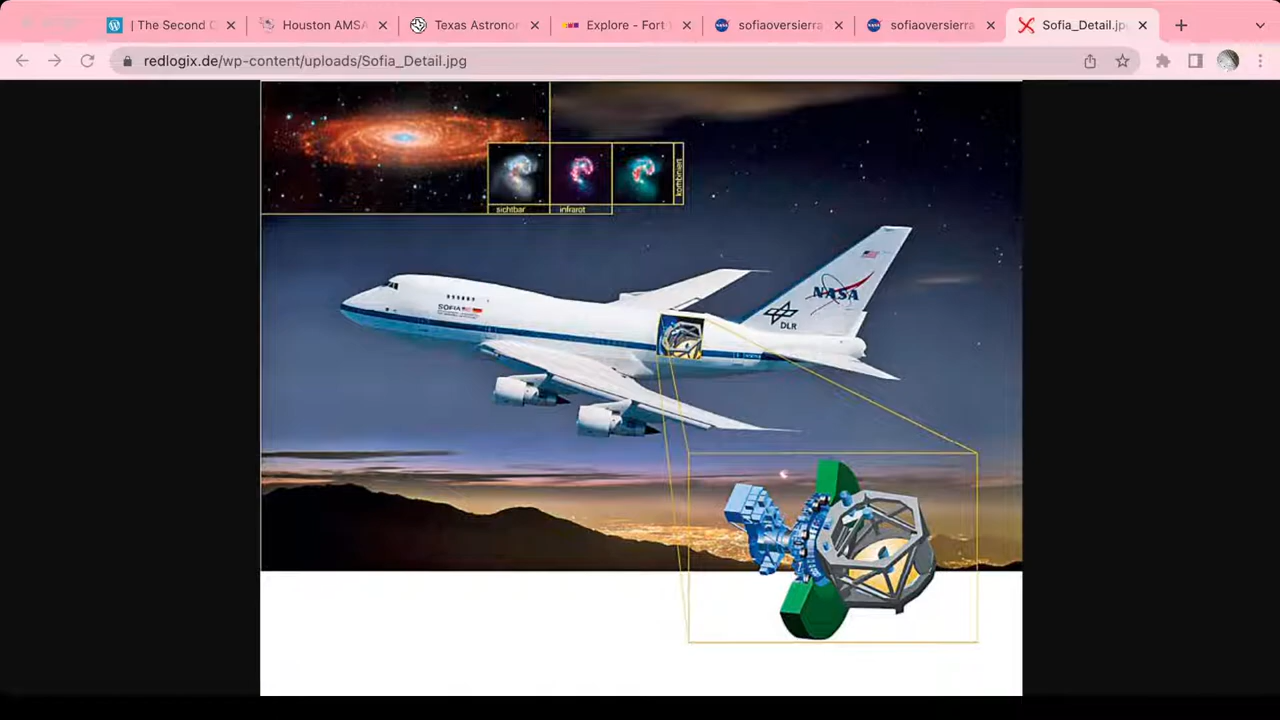 | The Second
Houston AMSA
Texas Astronor
Explore - Fort
sofiaoversierra
sofiaoversierra
Sofia_Detail.jp
redlogix.de/wp-content/uploads/Sofia_Detail.jpg
kombiniert
sichtbar
infrarot
NASA
DLR
SOFIA